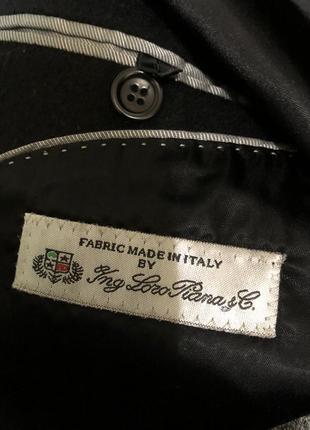 FABRIC MADE IN ITALY
BY
Ing Loro Piana & C.